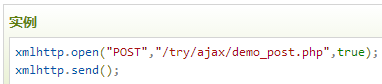 实例
xmlhttp.open("POST","/try/ajax/demo_post.php",true);
xmlhttp.send();